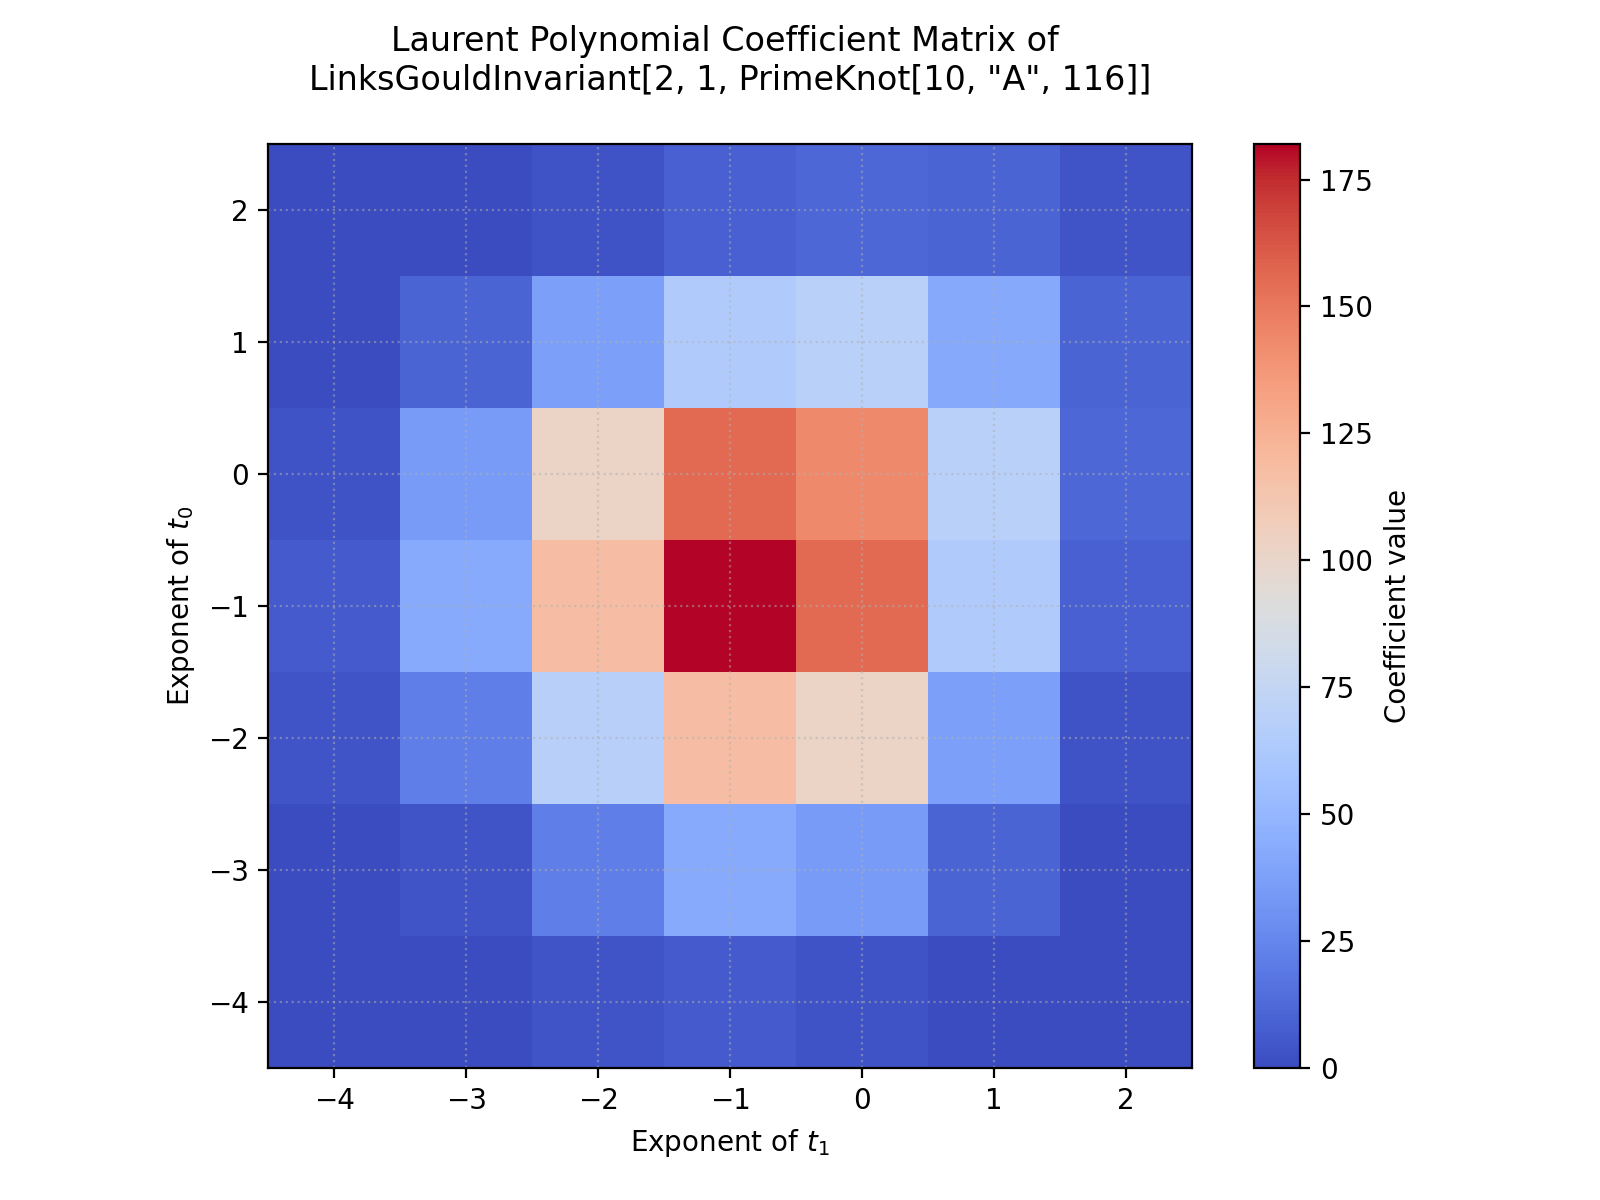 Laurent Polynomial Coefficient Matrix of
LinksGouldInvariant[2, 1, PrimeKnot[10, "A", 116]]
2
1
0
−1
−2
−3
−4
Exponent of t₀
−4 −3 −2 −1 0 1 2
Exponent of t₁
175
150
125
100
75
50
25
0
Coefficient value